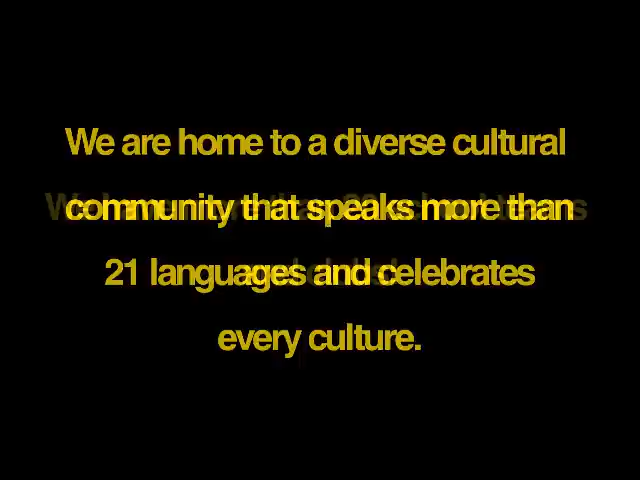 We are home to a diverse cultural
community that speaks more than
21 languages and celebrates
every culture.